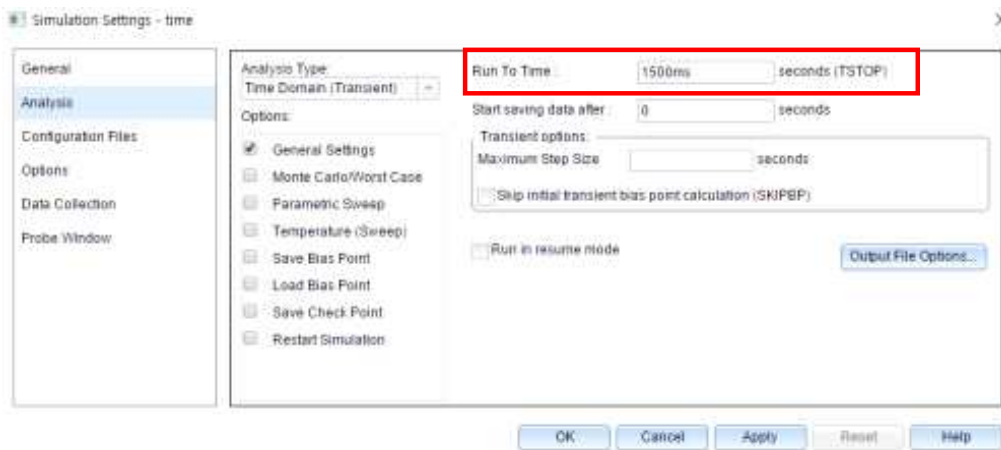 Simulation Settings - time
General
Analysis
Configuration Files
Options
Data Collection
Probe Window
Analysis Type:
Time Domain (Transient)
Options:
General Settings
Monte Carlo/Worst Case
Parametric Sweep
Temperature (Sweep)
Save Bias Point
Load Bias Point
Save Check Point
Restart Simulation
Run To Time : 1500ms seconds (TSTOP)
Start saving data after : 0 seconds
Transient options:
Maximum Step Size seconds
Skip initial transient bias point calculation (SKIPBP)
Run in resume mode
Output File Options...
OK Cancel Apply Reset Help